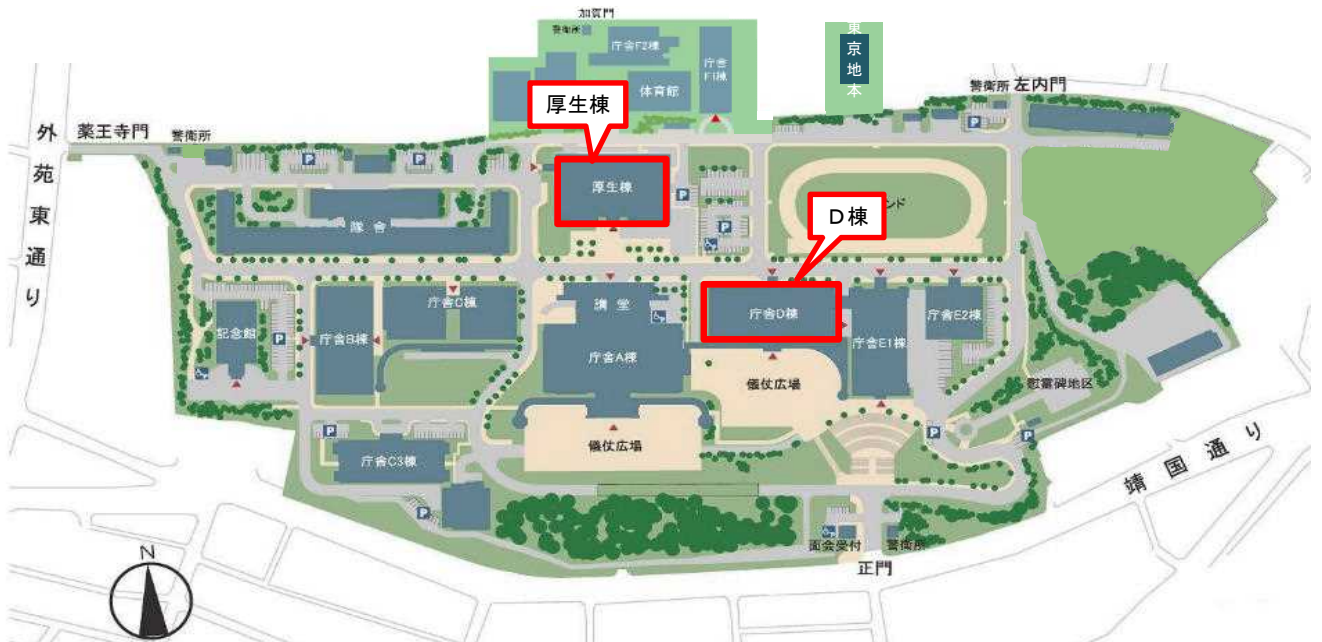 加賀門
警衛所
庁舎F2棟
庁舎F1棟
体育館
東京地本
警衛所
左内門
外苑東通り
薬王寺門
警衛所
P
P
P
厚生棟
厚生棟
P
P
ンド
D棟
隊舎
記念館
P
庁舎B棟
庁舎C棟
講堂
庁舎A棟
庁舎D棟
庁舎E1棟
庁舎E2棟
儀仗広場
慰霊碑地区
P
P
P
庁舎C3棟
儀仗広場
P
靖国通り
面会受付
警衛所
正門
N